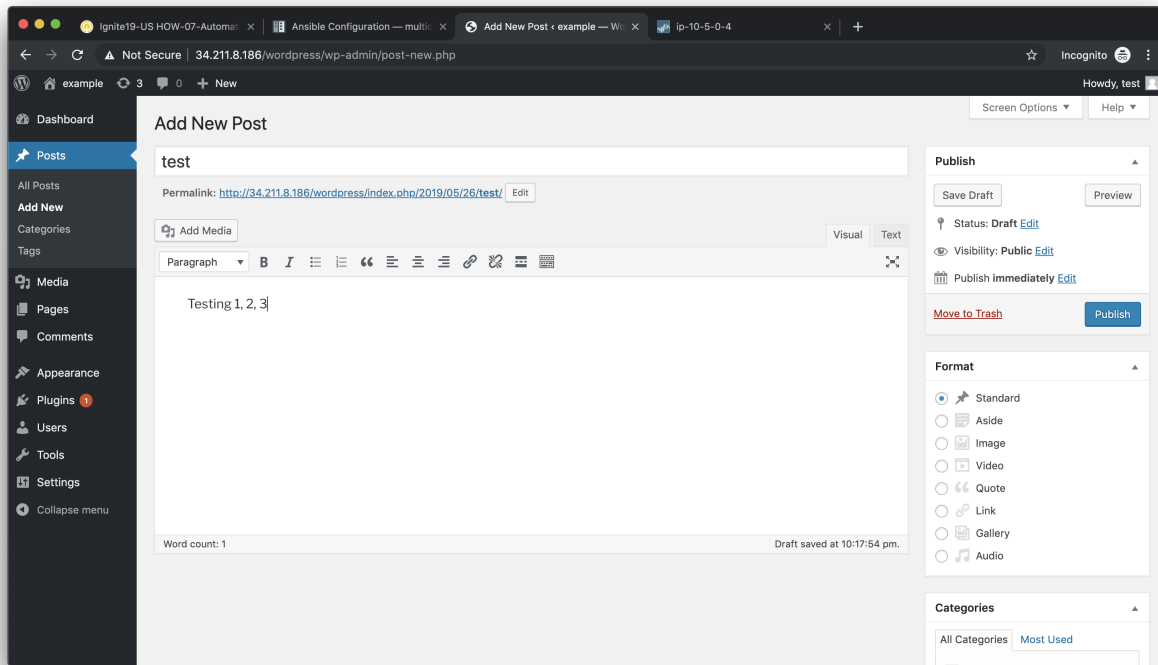 Ignite19-US HOW-07-Automat
Ansible Configuration — multic
Add New Post ‹ example — Wo
ip-10-5-0-4
Not Secure | 34.211.8.186/wordpress/wp-admin/post-new.php
Incognito
example 3 0 New
Howdy, test
Screen Options
Help
Dashboard
Posts
All Posts
Add New
Categories
Tags
Media
Pages
Comments
Appearance
Plugins 1
Users
Tools
Settings
Collapse menu
Add New Post
test
Permalink: http://34.211.8.186/wordpress/index.php/2019/05/26/test/ Edit
Add Media
Visual Text
Paragraph
B I
Testing 1, 2, 3
Word count: 1
Draft saved at 10:17:54 pm.
Publish
Save Draft
Preview
Status: Draft Edit
Visibility: Public Edit
Publish immediately Edit
Move to Trash
Publish
Format
Standard
Aside
Image
Video
Quote
Link
Gallery
Audio
Categories
All Categories
Most Used